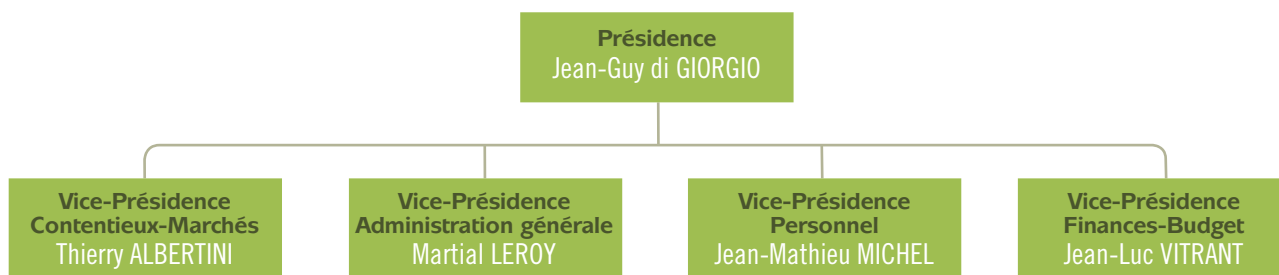 Présidence
Jean-Guy di GIORGIO
Vice-Présidence
Contentieux-Marchés
Thierry ALBERTINI
Vice-Présidence
Administration générale
Martial LEROY
Vice-Présidence
Personnel
Jean-Mathieu MICHEL
Vice-Présidence
Finances-Budget
Jean-Luc VITRANT